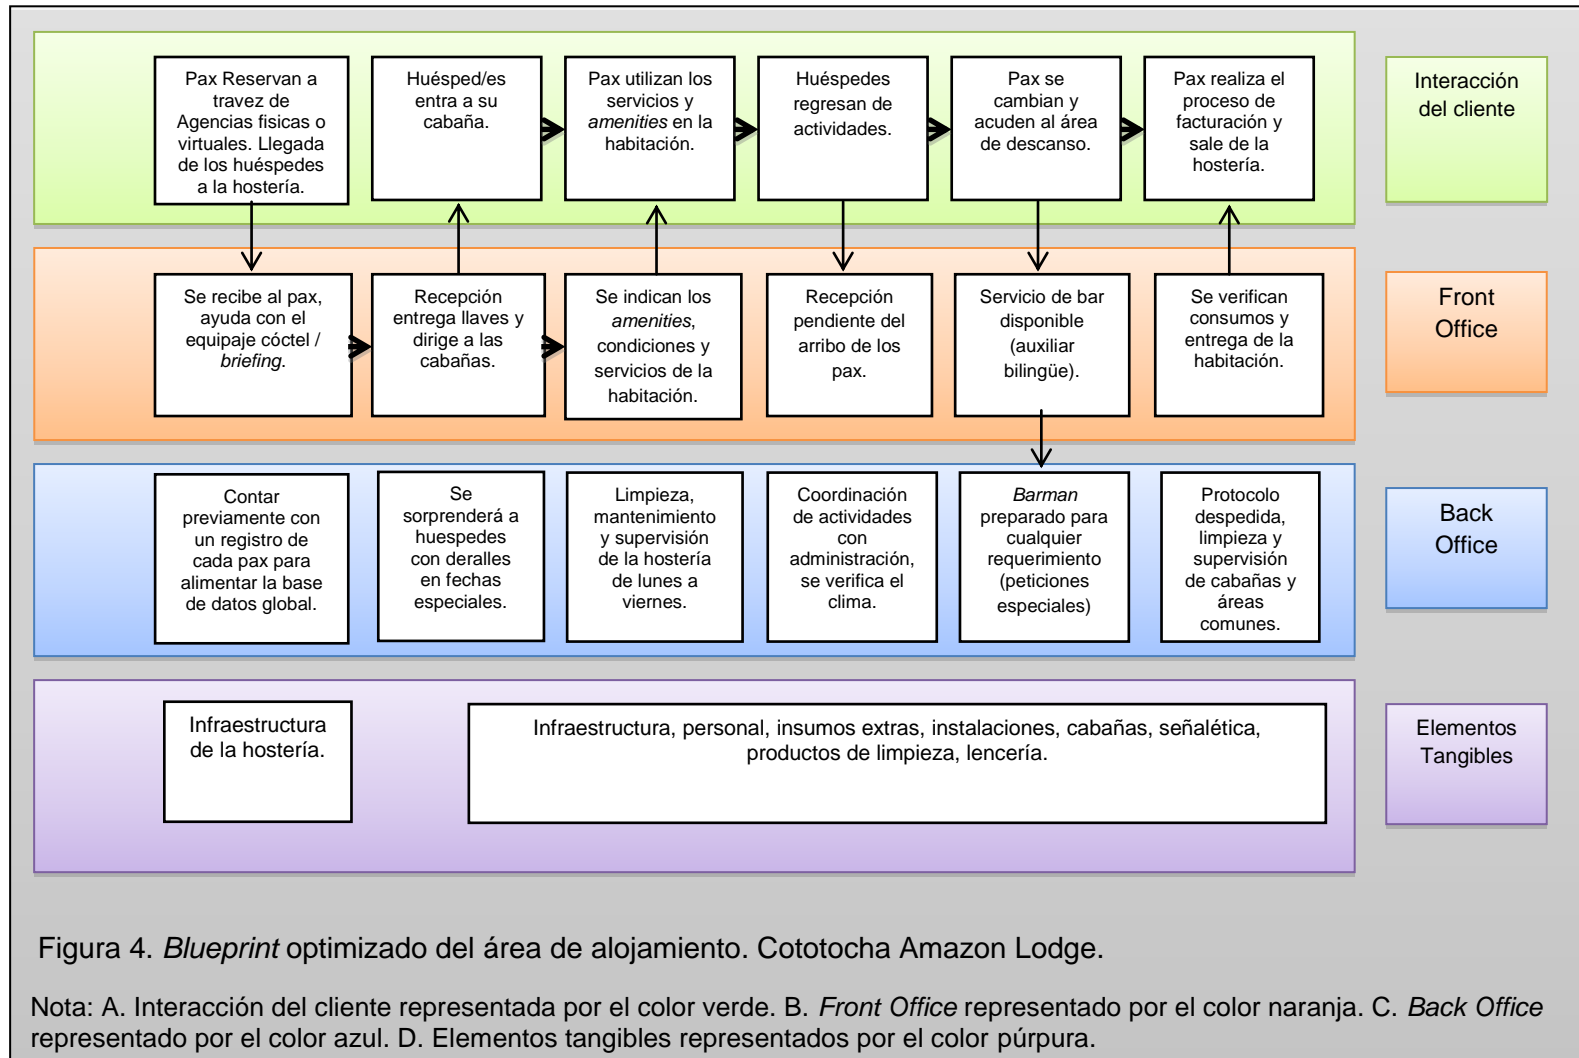 Pax Reservan a
travez de
Agencias fisicas o
virtuales. Llegada
de los huéspedes
a la hostería.
Huésped/es
entra a su
cabaña.
Pax utilizan los
servicios y
amenities en la
habitación.
Huéspedes
regresan de
actividades.
Pax se
cambian y
acuden al área
de descanso.
Pax realiza el
proceso de
facturación y
sale de la
hostería.
Interacción
del cliente
Se recibe al pax,
ayuda con el
equipaje cóctel /
briefing.
Recepción
entrega llaves y
dirige a las
cabañas.
Se indican los
amenities,
condiciones y
servicios de la
habitación.
Recepción
pendiente del
arribo de los
pax.
Servicio de bar
disponible
(auxiliar
bilingüe).
Se verifican
consumos y
entrega de la
habitación.
Front
Office
Contar
previamente con
un registro de
cada pax para
alimentar la base
de datos global.
Se
sorprenderá a
huespedes
con deralles
en fechas
especiales.
Limpieza,
mantenimiento
y supervisión
de la hostería
de lunes a
viernes.
Coordinación
de actividades
con
administración,
se verifica el
clima.
Barman
preparado para
cualquier
requerimiento
(peticiones
especiales)
Protocolo
despedida,
limpieza y
supervisión
de cabañas y
áreas
comunes.
Back
Office
Infraestructura
de la hostería.
Infraestructura, personal, insumos extras, instalaciones, cabañas, señalética,
productos de limpieza, lencería.
Elementos
Tangibles
Figura 4. Blueprint optimizado del área de alojamiento. Cototocha Amazon Lodge.
Nota: A. Interacción del cliente representada por el color verde. B. Front Office representado por el color naranja. C. Back Office
representado por el color azul. D. Elementos tangibles representados por el color púrpura.